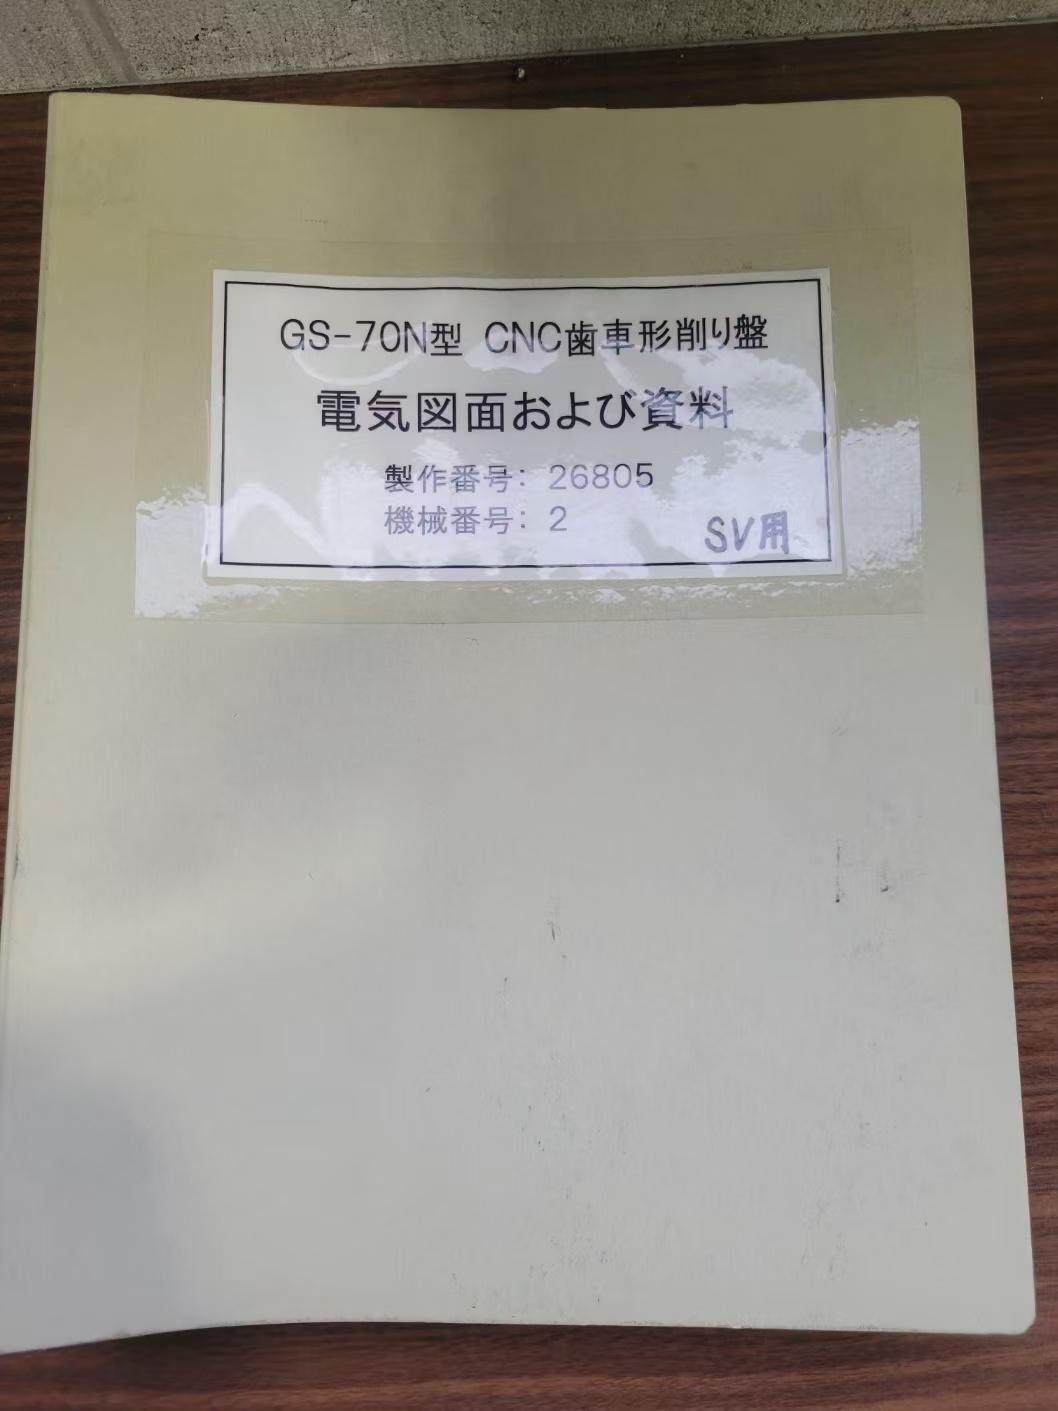 GS-70N型 CNC歯車形削り盤
電気図面および資料
製作番号: 26805
機械番号: 2
SV用